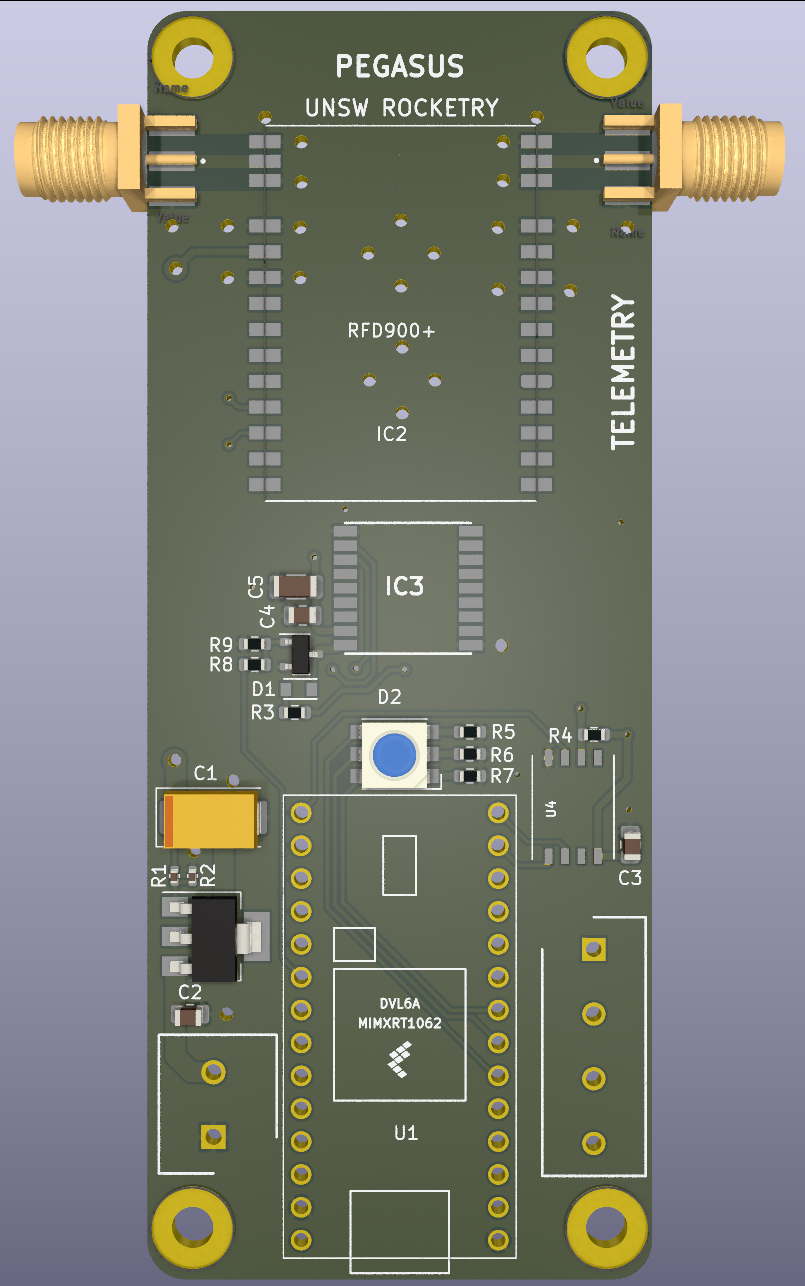 PEGASUS
Name
Value
UNSW ROCKETRY
Value
Name
TELEMETRY
RFD900+
IC2
C5
IC3
C4
R9
R8
D1
D2
R3
R5
R4
R6
R7
C1
U4
R1
R2
C3
C2
DVL6A
MIMXRT1062
U1